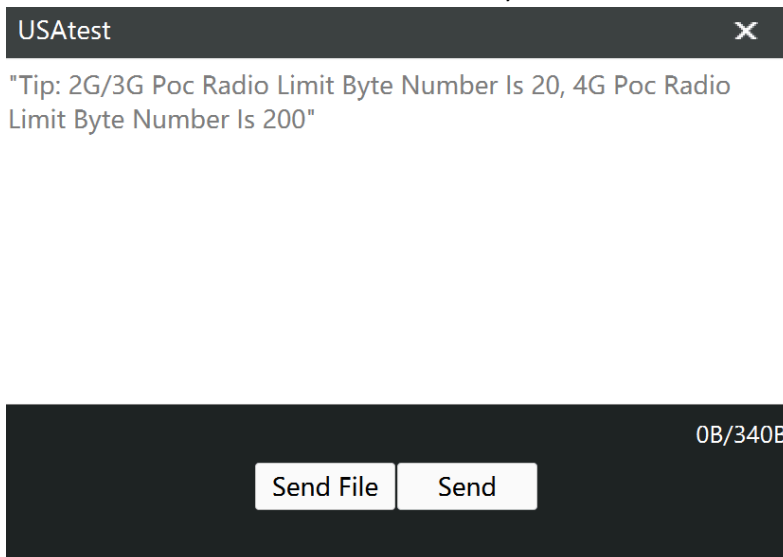 USAtest
"Tip: 2G/3G Poc Radio Limit Byte Number Is 20, 4G Poc Radio
Limit Byte Number Is 200"
0B/340B
Send File
Send